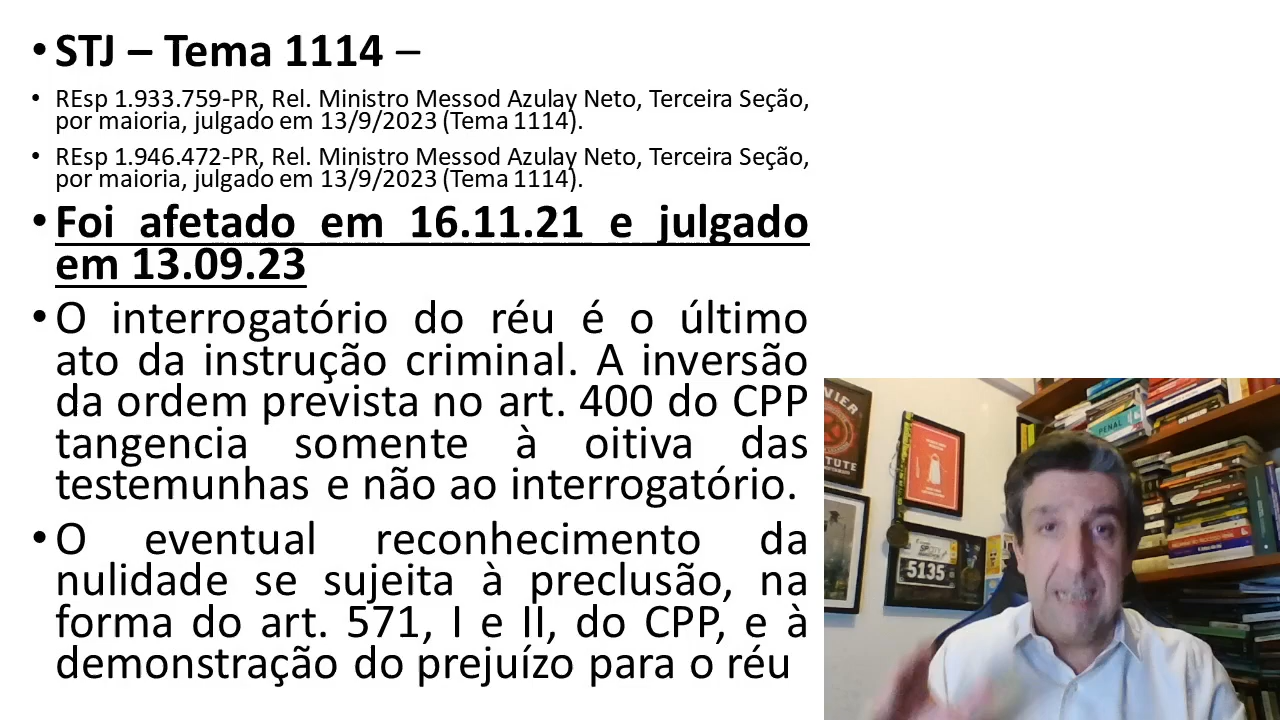 • STJ – Tema 1114 –
• REsp 1.933.759-PR, Rel. Ministro Messod Azulay Neto, Terceira Seção,
por maioria, julgado em 13/9/2023 (Tema 1114).
• REsp 1.946.472-PR, Rel. Ministro Messod Azulay Neto, Terceira Seção,
por maioria, julgado em 13/9/2023 (Tema 1114).
• Foi afetado em 16.11.21 e julgado
em 13.09.23
• O interrogatório do réu é o último
ato da instrução criminal. A inversão
da ordem prevista no art. 400 do CPP
tangencia somente à oitiva das
testemunhas e não ao interrogatório.
• O eventual reconhecimento da
nulidade se sujeita à preclusão, na
forma do art. 571, I e II, do CPP, e à
demonstração do prejuízo para o réu
PENAL
5135